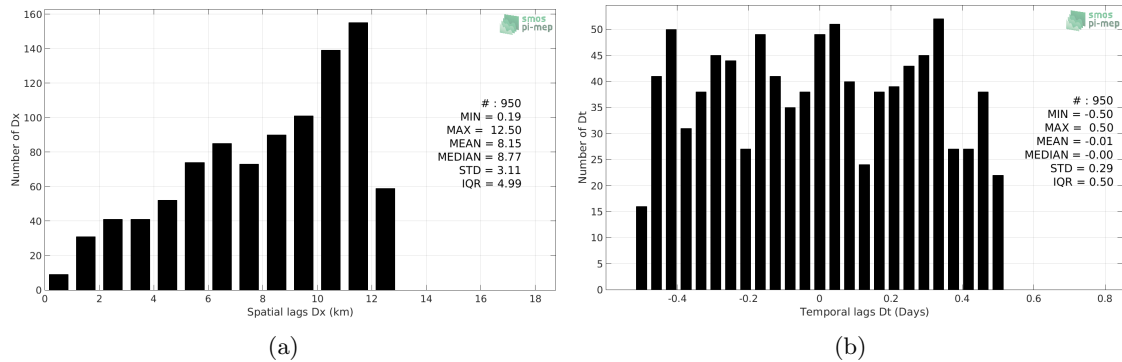 160
140
120
100
80
60
40
20
0
Number of Dx
0 2 4 6 8 10 12 14 16 18
Spatial lags Dx (km)
smos
pi-mep
# : 950
MIN = 0.19
MAX = 12.50
MEAN = 8.15
MEDIAN = 8.77
STD = 3.11
IQR = 4.99
(a)
50
45
40
35
30
25
20
15
10
5
0
Number of Dt
-0.4 -0.2 0 0.2 0.4 0.6 0.8
Temporal lags Dt (Days)
smos
pi-mep
# : 950
MIN = -0.50
MAX = 0.50
MEAN = -0.01
MEDIAN = -0.00
STD = 0.29
IQR = 0.50
(b)